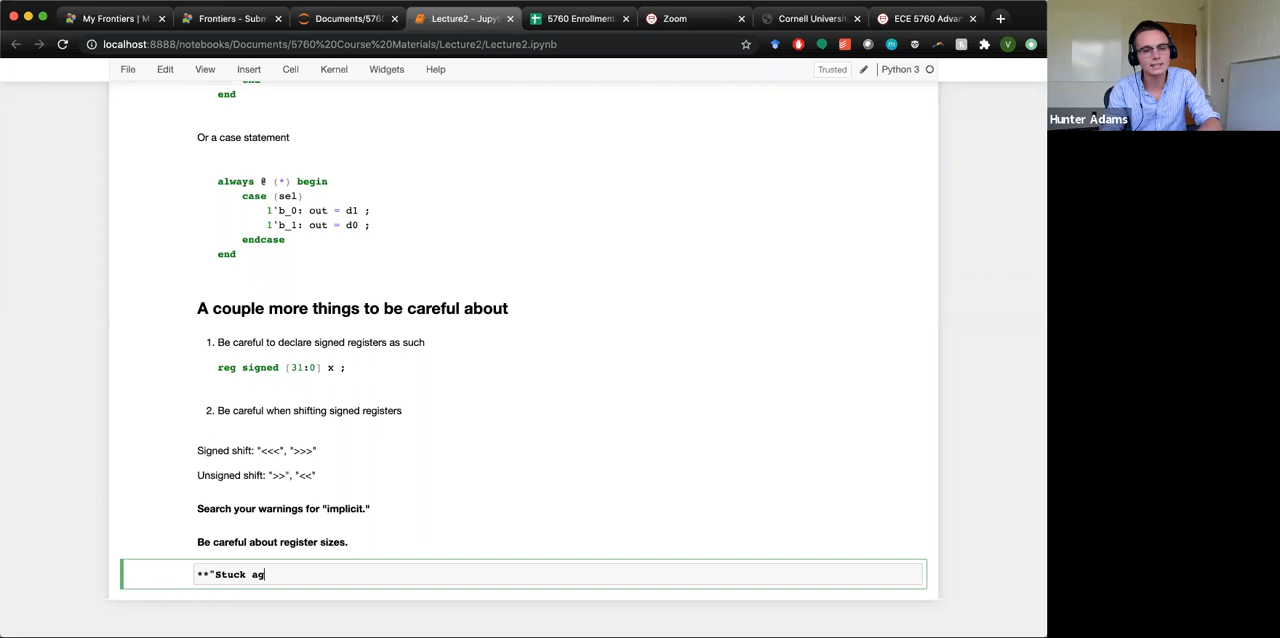 My Frontiers | M
Frontiers - Subm
Documents/5760
Lecture2 - Jupyt
5760 Enrollment
Zoom
Cornell Universit
ECE 5760 Advan
localhost:8888/notebooks/Documents/5760%20Course%20Materials/Lecture2/Lecture2.ipynb
V
File Edit View Insert Cell Kernel Widgets Help
Trusted Python 3
Hunter Adams
end
end
Or a case statement
always @ (*) begin
case (sel)
1'b_0: out = d1 ;
1'b_1: out = d0 ;
endcase
end
A couple more things to be careful about
1. Be careful to declare signed registers as such
reg signed [31:0] x ;
2. Be careful when shifting signed registers
Signed shift: "<<<", ">>>"
Unsigned shift: ">>", "<<"
Search your warnings for "implicit."
Be careful about register sizes.
**"Stuck ag